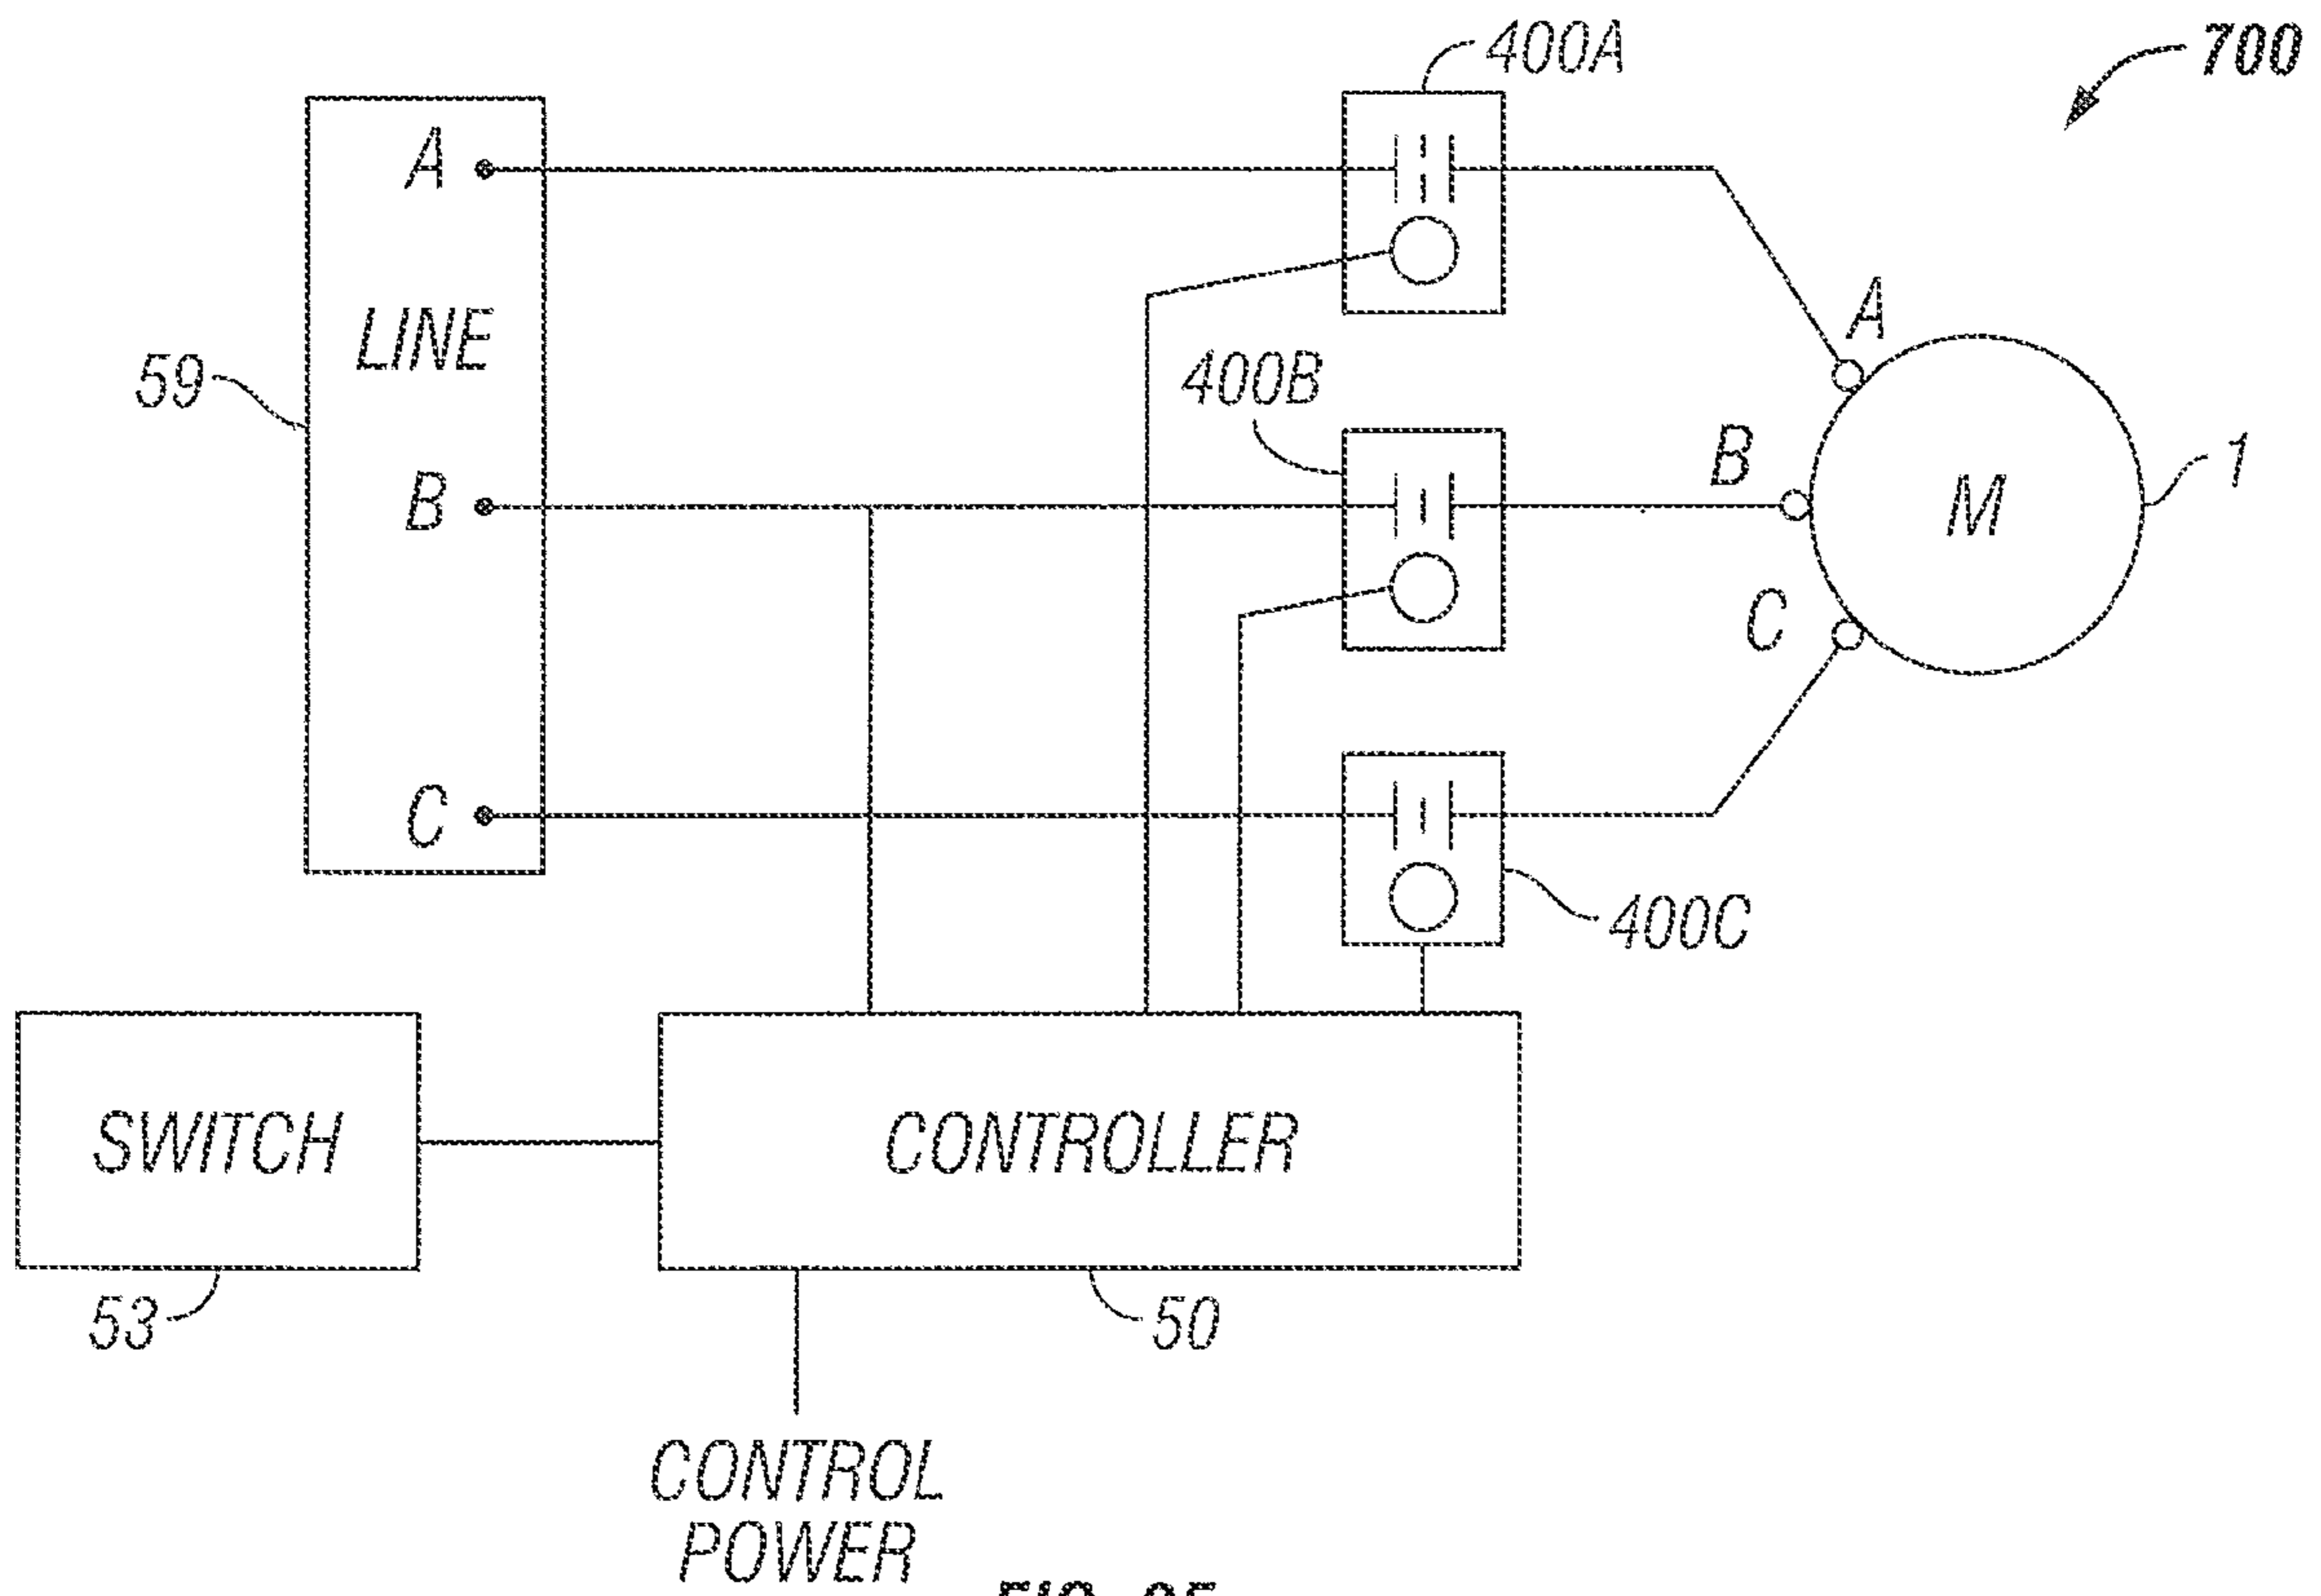 400A
700
A
LINE
59
A
400B
B
B
M
1
C
C
400C
SWITCH
CONTROLLER
53
50
CONTROL
POWER